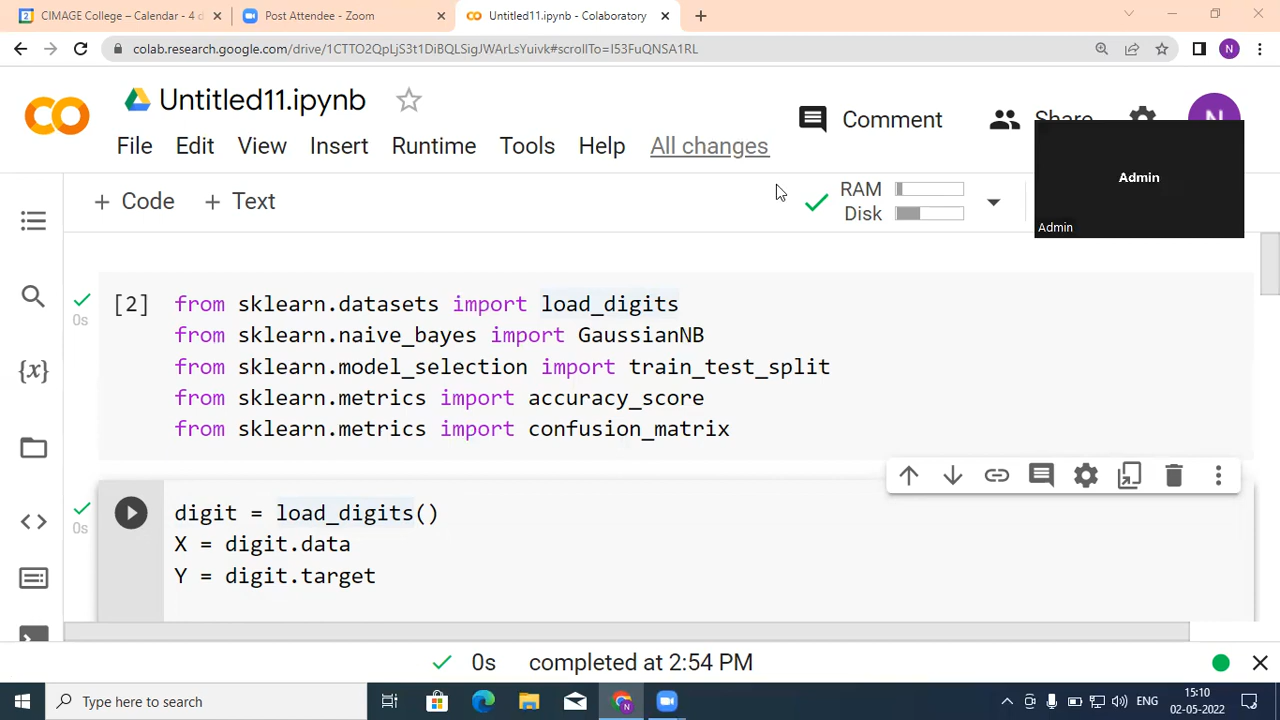 CIMAGE College – Calendar - 4 d
Post Attendee - Zoom
Untitled11.ipynb - Colaboratory
colab.research.google.com/drive/1CTTO2QpLjS3t1DiBQLSigJWArLsYuivk#scrollTo=I53FuQNSA1RL
N
Untitled11.ipynb
Comment
Share
N
File Edit View Insert Runtime Tools Help All changes
Admin
Admin
+ Code + Text
RAM
Disk
[2]
0s
from sklearn.datasets import load_digits
from sklearn.naive_bayes import GaussianNB
from sklearn.model_selection import train_test_split
from sklearn.metrics import accuracy_score
from sklearn.metrics import confusion_matrix
{x}
0s
digit = load_digits()
X = digit.data
Y = digit.target
0s completed at 2:54 PM
Type here to search
ENG
15:10
02-05-2022